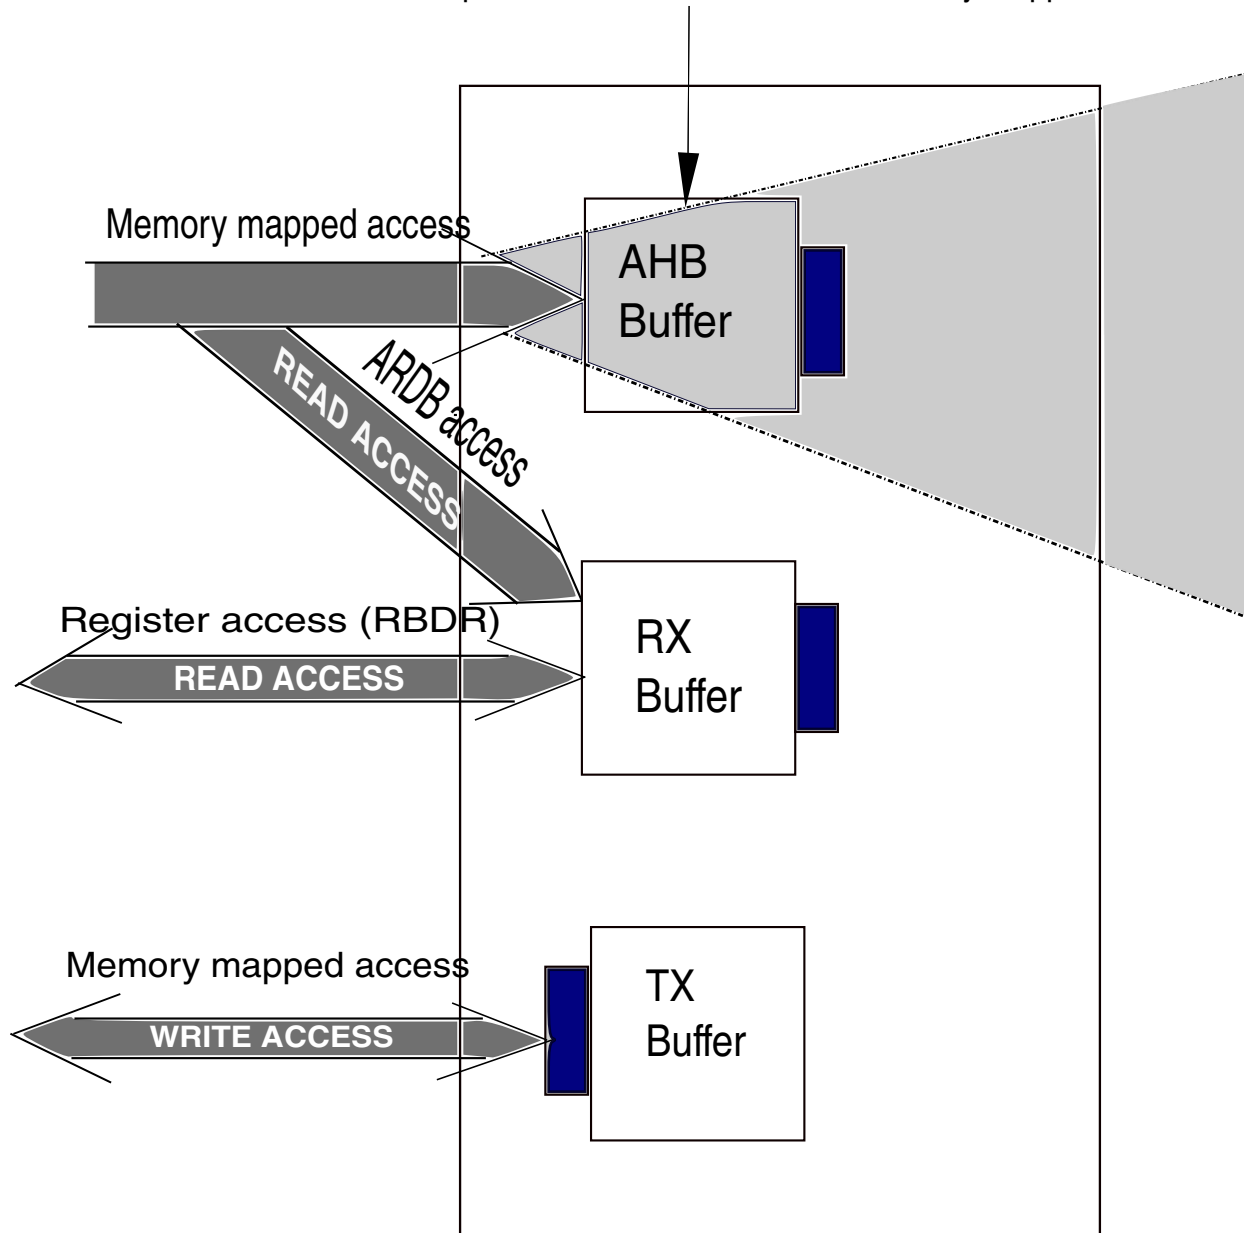 Memory mapped access
AHB
Buffer
ARDB access
READ ACCESS
Register access (RBDR)
READ ACCESS
RX
Buffer
Memory mapped access
WRITE ACCESS
TX
Buffer